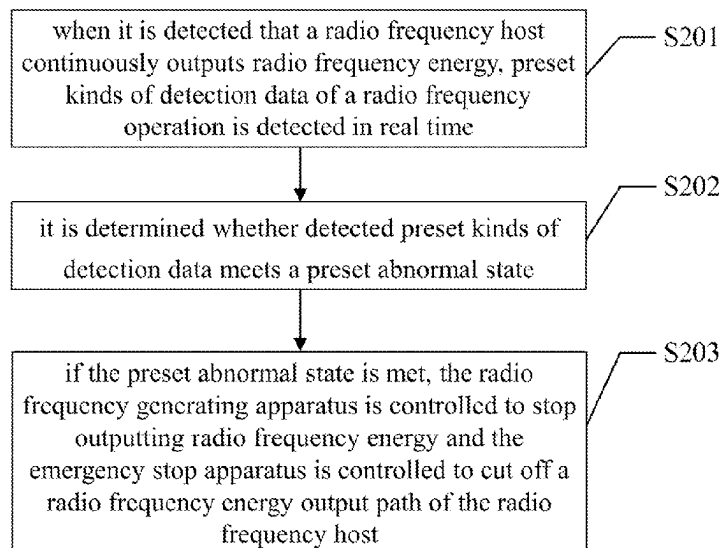 when it is detected that a radio frequency host
continuously outputs radio frequency energy, preset
kinds of detection data of a radio frequency
operation is detected in real time
S201
it is determined whether detected preset kinds of
detection data meets a preset abnormal state
S202
if the preset abnormal state is met, the radio
frequency generating apparatus is controlled to stop
outputting radio frequency energy and the
emergency stop apparatus is controlled to cut off a
radio frequency energy output path of the radio
frequency host
S203